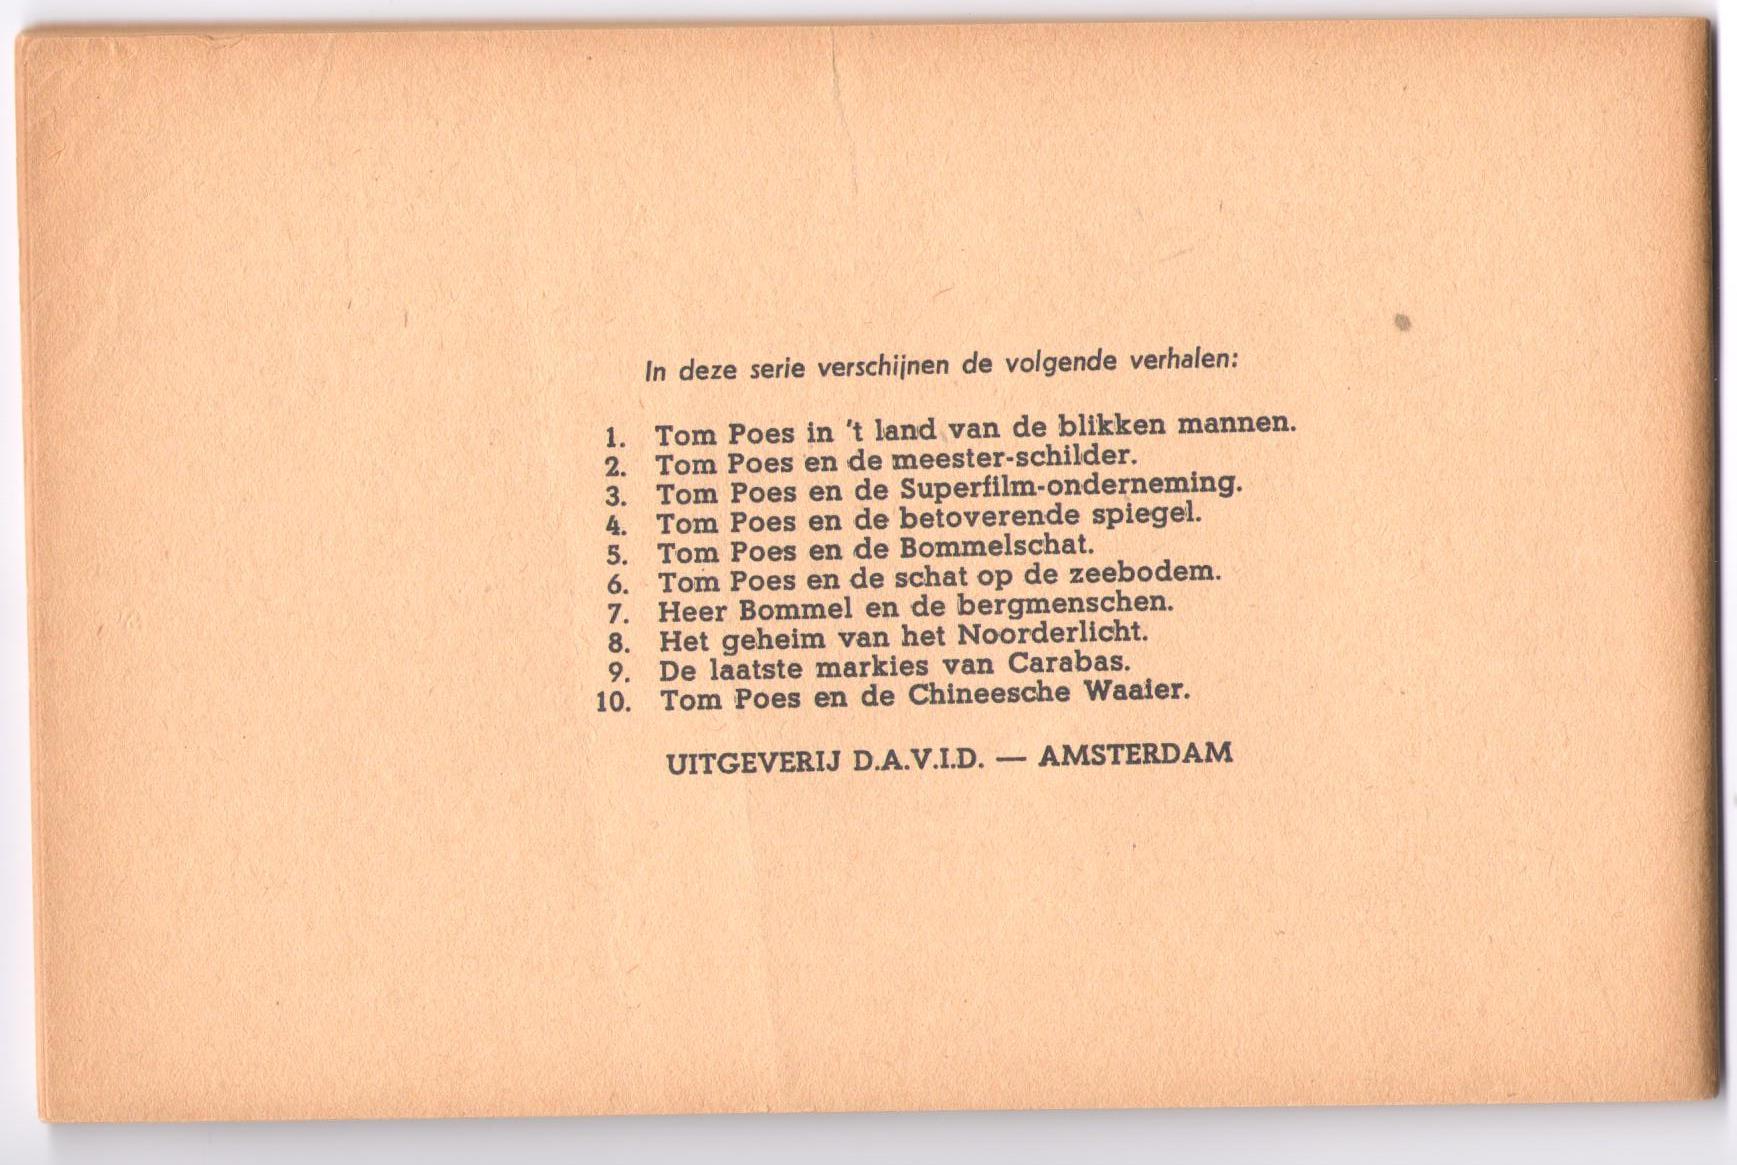 In deze serie verschijnen de volgende verhalen:
1. Tom Poes in 't land van de blikken mannen.
2. Tom Poes en de meester-schilder.
3. Tom Poes en de Superfilm-onderneming.
4. Tom Poes en de betoverende spiegel.
5. Tom Poes en de Bommelschat.
6. Tom Poes en de schat op de zeebodem.
7. Heer Bommel en de bergmenschen.
8. Het geheim van het Noorderlicht.
9. De laatste markies van Carabas.
10. Tom Poes en de Chineesche Waaier.
UITGEVERIJ D.A.V.I.D. — AMSTERDAM